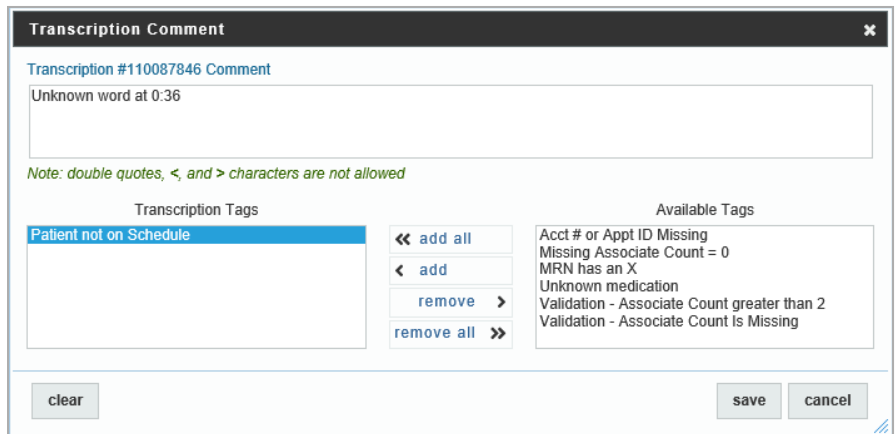 Transcription Comment
Transcription #110087846 Comment
Unknown word at 0:36
Note: double quotes, <, and > characters are not allowed
Transcription Tags
Patient not on Schedule
add all
add
remove
remove all
Available Tags
Acct # or Appt ID Missing
Missing Associate Count = 0
MRN has an X
Unknown medication
Validation - Associate Count greater than 2
Validation - Associate Count Is Missing
clear
save
cancel